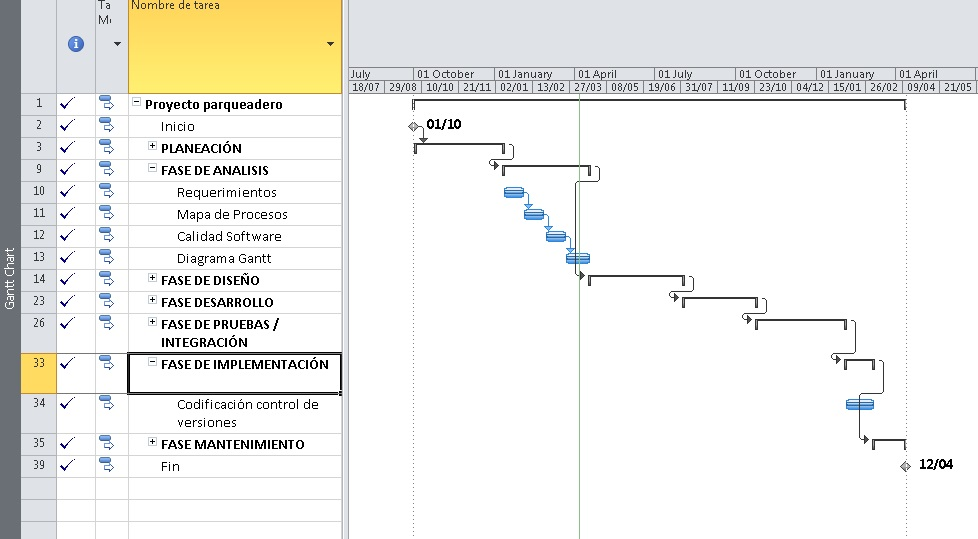 Ta
Mo
Nombre de tarea
July
01 October
01 January
01 April
01 July
01 October
01 January
01 April
18/07
29/08
10/10
21/11
02/01
13/02
27/03
08/05
19/06
31/07
11/09
23/10
04/12
15/01
26/02
09/04
21/05
1 Proyecto parqueadero
2 Inicio
01/10
3 PLANEACIÓN
9 FASE DE ANALISIS
10 Requerimientos
11 Mapa de Procesos
12 Calidad Software
13 Diagrama Gantt
14 FASE DE DISEÑO
23 FASE DESARROLLO
26 FASE DE PRUEBAS /
INTEGRACIÓN
33 FASE DE IMPLEMENTACIÓN
34 Codificación control de
versiones
35 FASE MANTENIMIENTO
39 Fin
12/04
Gantt Chart